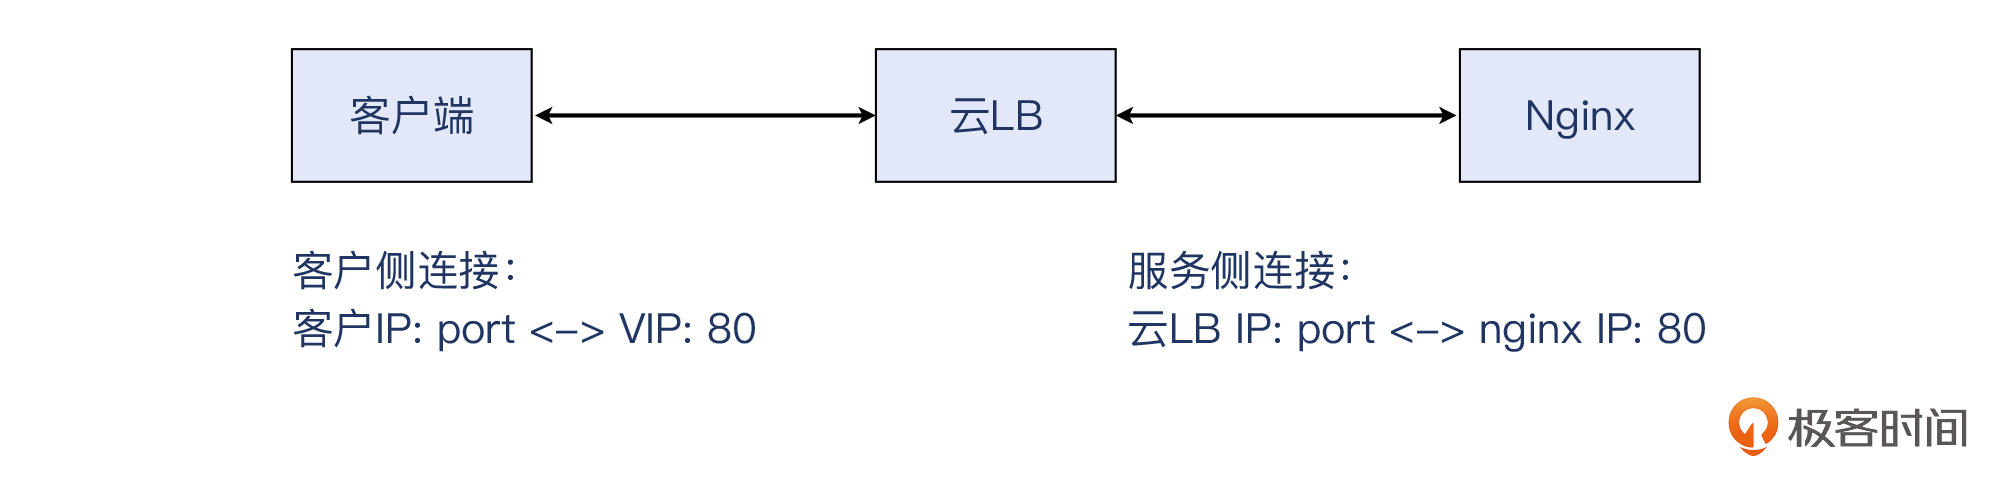 客户端
云LB
Nginx
客户侧连接：
客户IP: port <-> VIP: 80
服务侧连接：
云LB IP: port <-> nginx IP: 80
极客时间